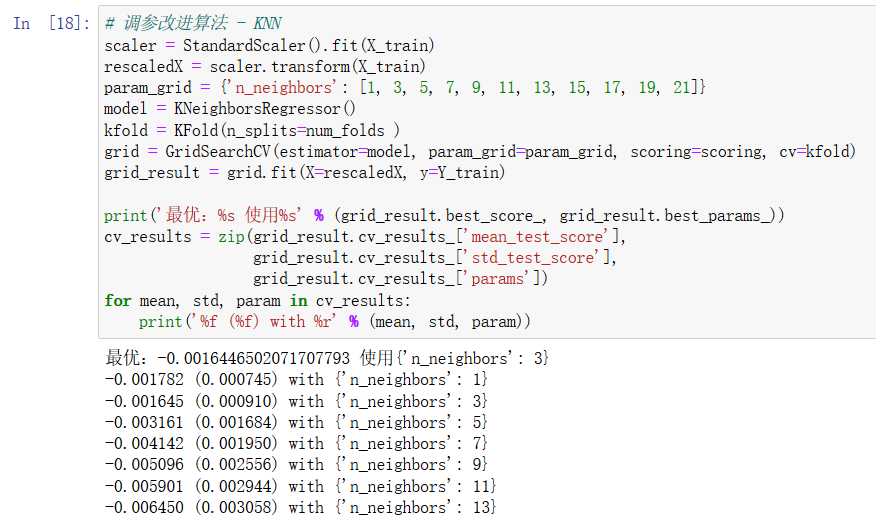 In [18]: # 调参改进算法 - KNN
scaler = StandardScaler().fit(X_train)
rescaledX = scaler.transform(X_train)
param_grid = {'n_neighbors': [1, 3, 5, 7, 9, 11, 13, 15, 17, 19, 21]}
model = KNeighborsRegressor()
kfold = KFold(n_splits=num_folds )
grid = GridSearchCV(estimator=model, param_grid=param_grid, scoring=scoring, cv=kfold)
grid_result = grid.fit(X=rescaledX, y=Y_train)

print('最优：%s 使用%s' % (grid_result.best_score_, grid_result.best_params_))
cv_results = zip(grid_result.cv_results_['mean_test_score'],
                 grid_result.cv_results_['std_test_score'],
                 grid_result.cv_results_['params'])
for mean, std, param in cv_results:
    print('%f (%f) with %r' % (mean, std, param))
最优：-0.0016446502071707793 使用{'n_neighbors': 3}
-0.001782 (0.000745) with {'n_neighbors': 1}
-0.001645 (0.000910) with {'n_neighbors': 3}
-0.003161 (0.001684) with {'n_neighbors': 5}
-0.004142 (0.001950) with {'n_neighbors': 7}
-0.005096 (0.002556) with {'n_neighbors': 9}
-0.005901 (0.002944) with {'n_neighbors': 11}
-0.006450 (0.003058) with {'n_neighbors': 13}